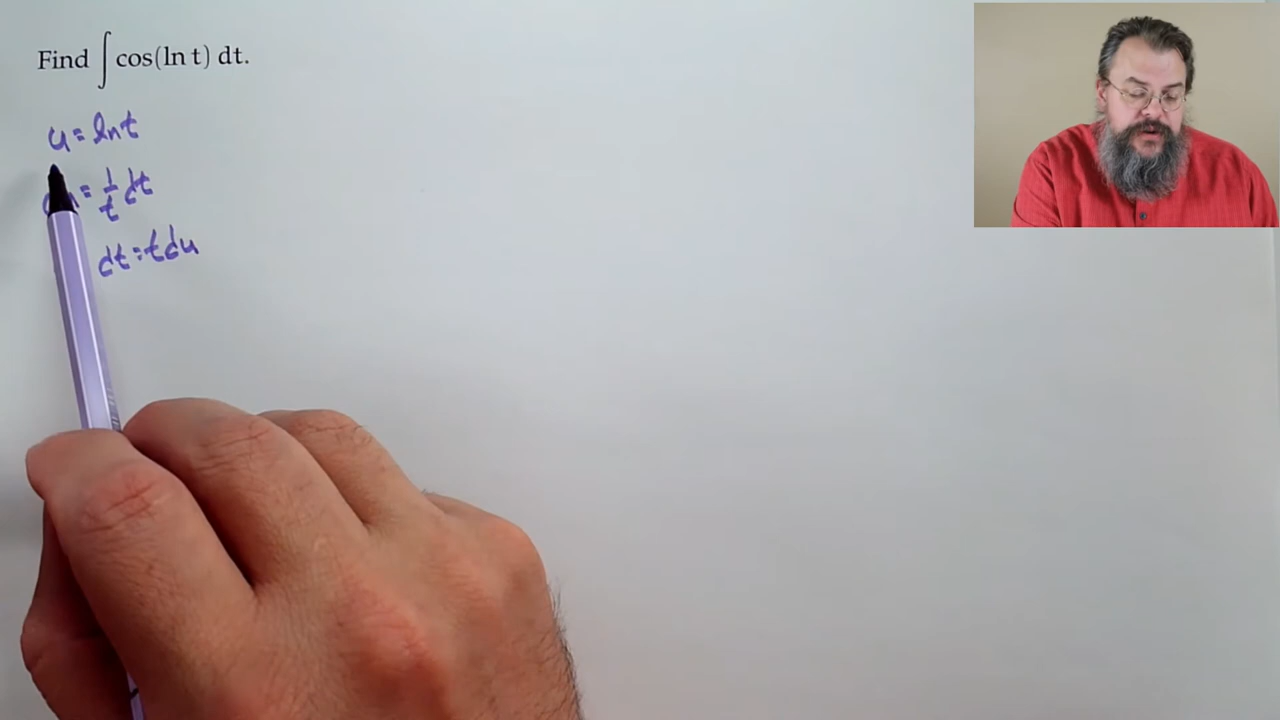 Find ∫ cos(ln t) dt.
u = ln t
= 1/t dt
dt = t du